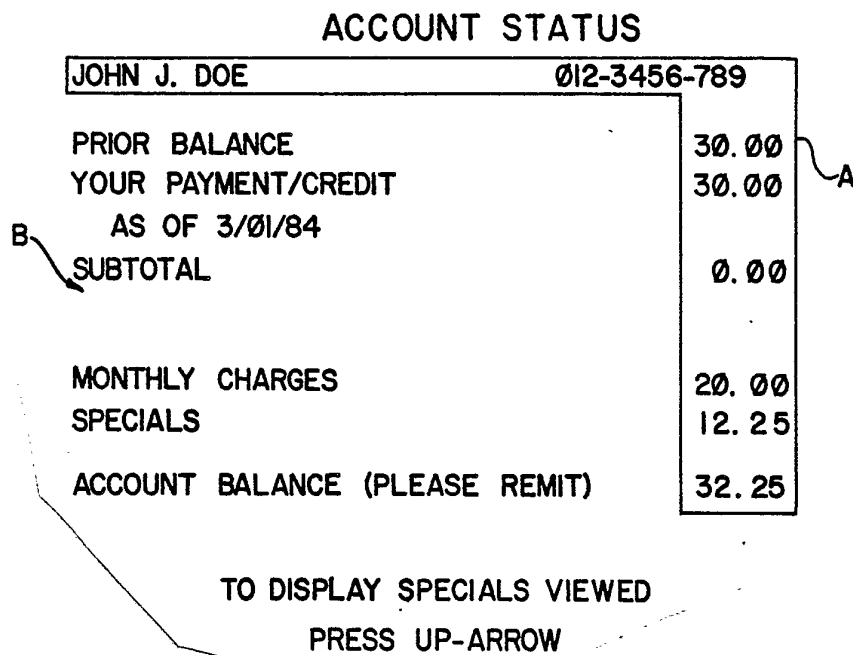 ACCOUNT STATUS
JOHN J. DOE Ø12-3456-789
PRIOR BALANCE 30.ØØ
YOUR PAYMENT/CREDIT 30.ØØ
A
AS OF 3/Ø1/84
B
SUBTOTAL Ø.ØØ
MONTHLY CHARGES 2Ø.ØØ
SPECIALS 12.25
ACCOUNT BALANCE (PLEASE REMIT) 32.25
TO DISPLAY SPECIALS VIEWED
PRESS UP-ARROW